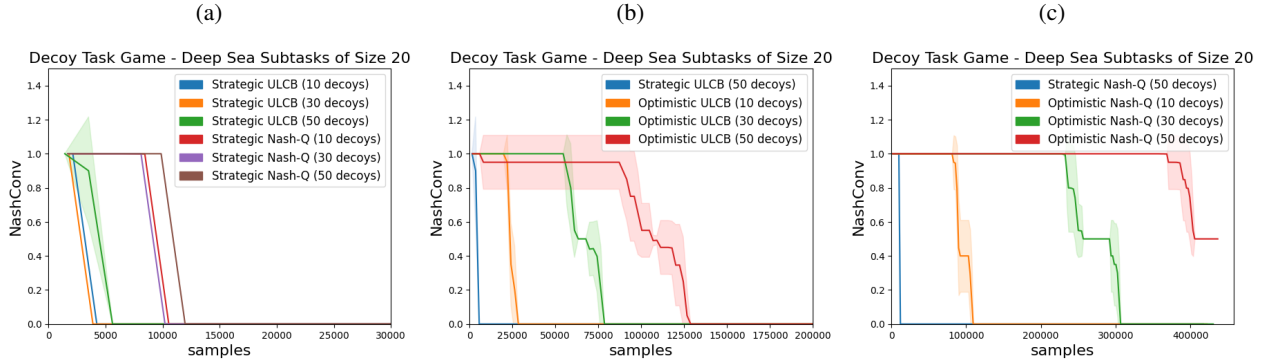 (a)
(b)
(c)
Decoy Task Game - Deep Sea Subtasks of Size 20
NashConv
1.4
1.2
1.0
0.8
0.6
0.4
0.2
0.0
Strategic ULCB (10 decoys)
Strategic ULCB (30 decoys)
Strategic ULCB (50 decoys)
Strategic Nash-Q (10 decoys)
Strategic Nash-Q (30 decoys)
Strategic Nash-Q (50 decoys)
0 5000 10000 15000 20000 25000 30000
samples
Decoy Task Game - Deep Sea Subtasks of Size 20
NashConv
1.4
1.2
1.0
0.8
0.6
0.4
0.2
0.0
Strategic ULCB (50 decoys)
Optimistic ULCB (10 decoys)
Optimistic ULCB (30 decoys)
Optimistic ULCB (50 decoys)
0 25000 50000 75000 100000 125000 150000 175000 200000
samples
Decoy Task Game - Deep Sea Subtasks of Size 20
NashConv
1.4
1.2
1.0
0.8
0.6
0.4
0.2
0.0
Strategic Nash-Q (50 decoys)
Optimistic Nash-Q (10 decoys)
Optimistic Nash-Q (30 decoys)
Optimistic Nash-Q (50 decoys)
0 100000 200000 300000 400000
samples